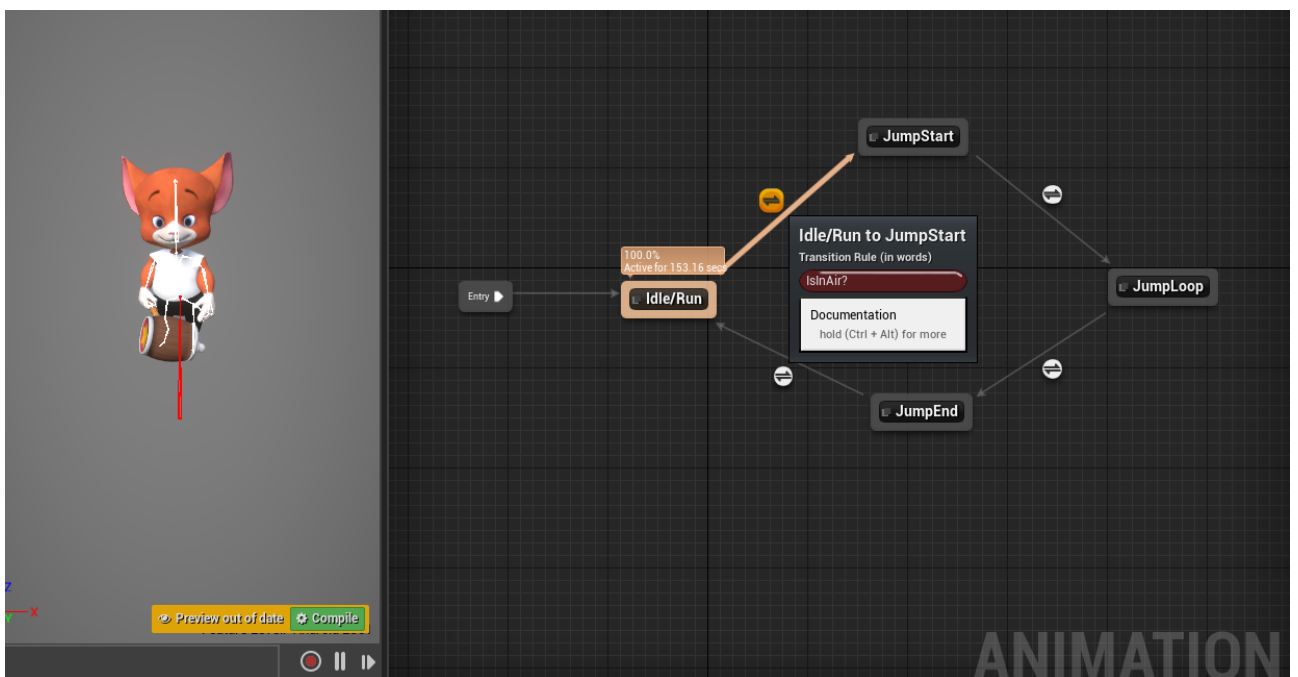 JumpStart
Idle/Run to JumpStart
Transition Rule (in words)
IsInAir?
Documentation
hold (Ctrl + Alt) for more
100.0%
Active for 153.16 secs
Entry
Idle/Run
JumpLoop
JumpEnd
Z
X
Y
Preview out of date
Compile
ANIMATION